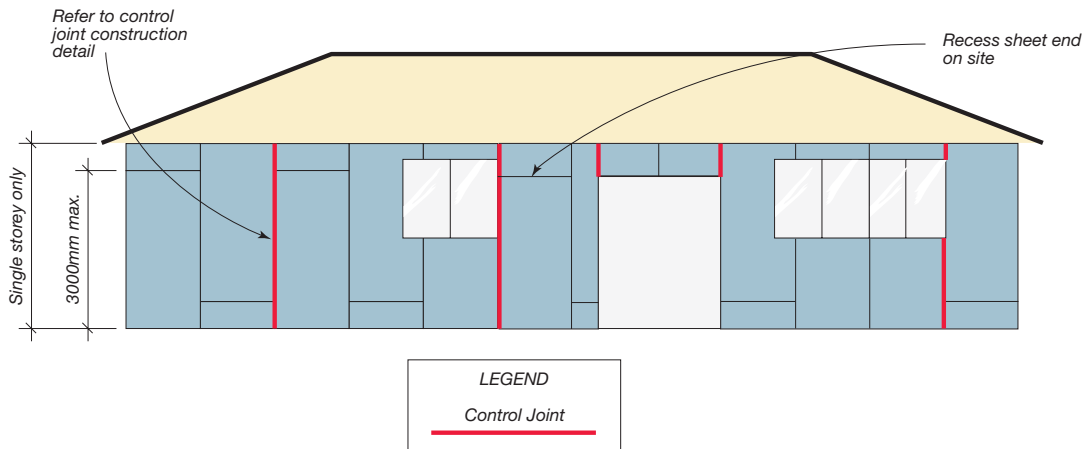 Refer to control
joint construction
detail
Recess sheet end
on site
Single storey only
3000mm max.
LEGEND
Control Joint